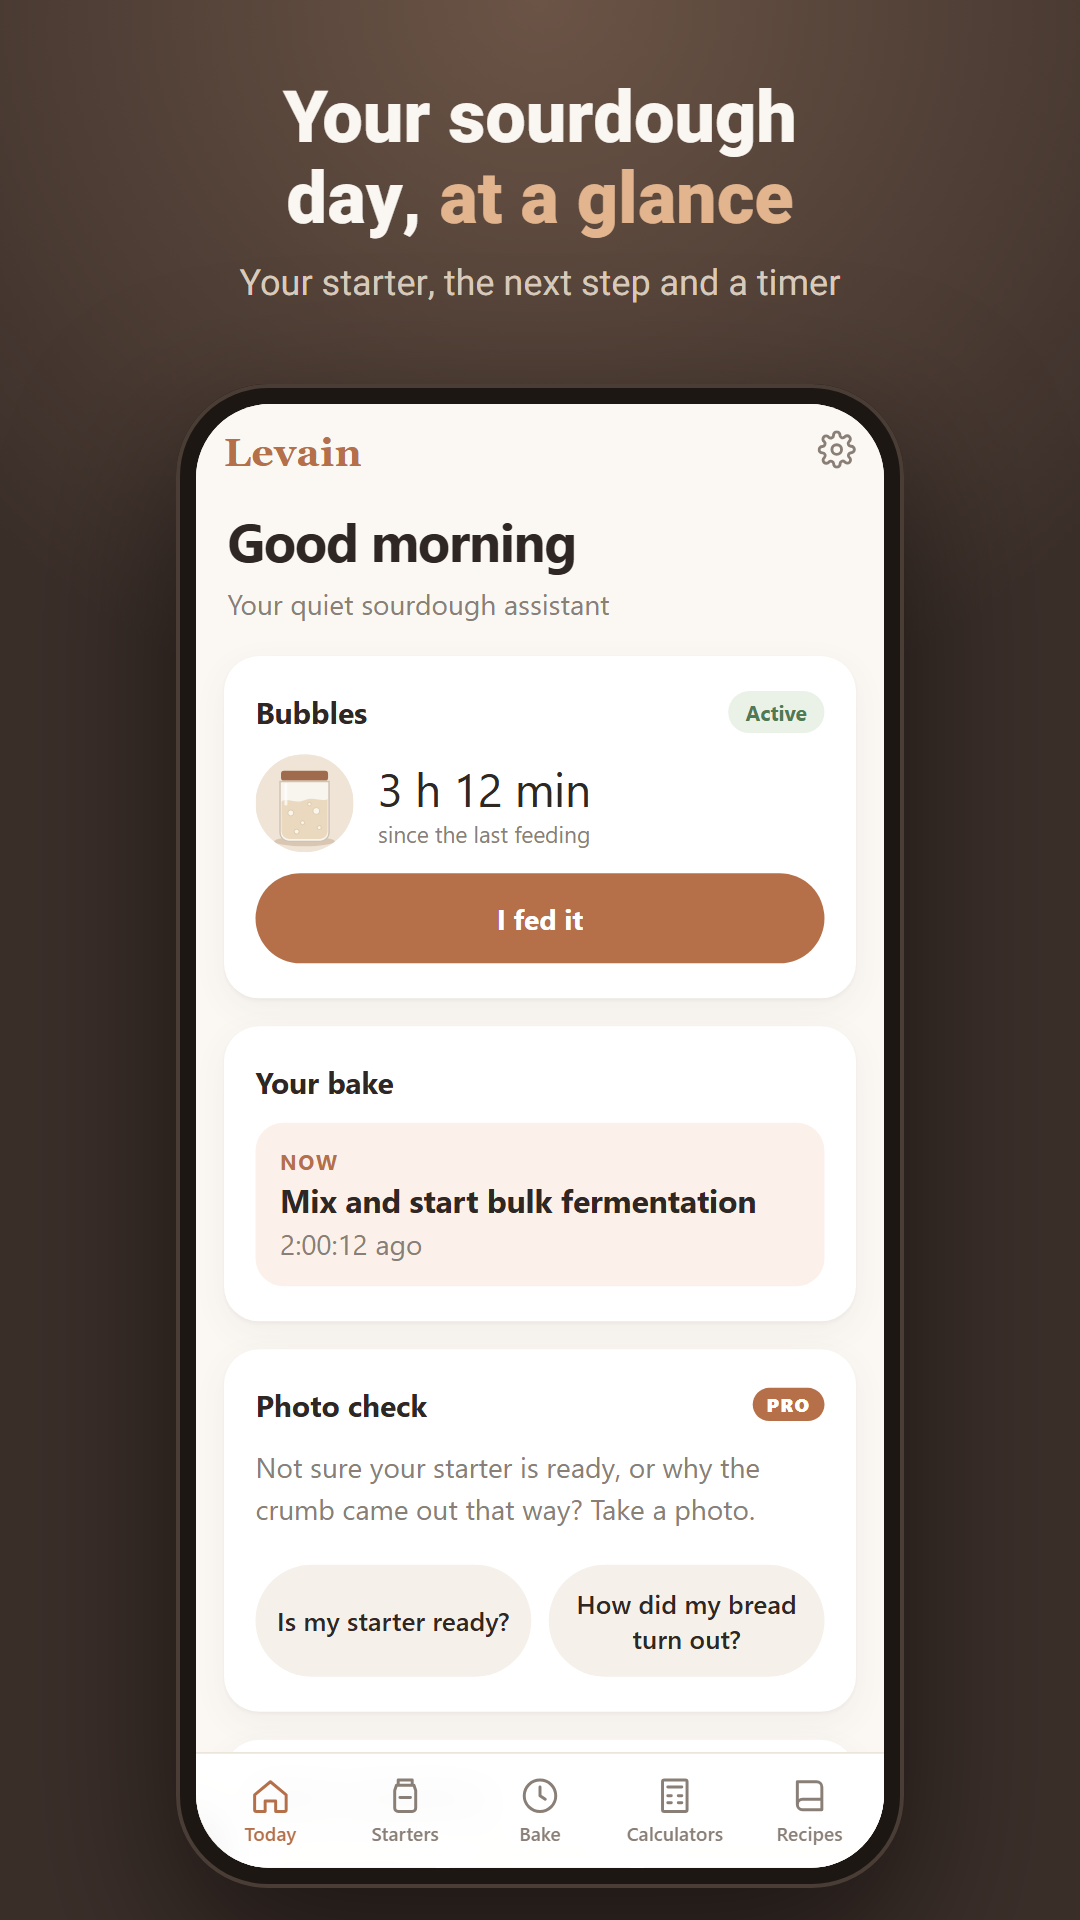 Your sourdough
day, at a glance
Your starter, the next step and a timer
Levain
Good morning
Your quiet sourdough assistant
Bubbles
Active
3 h 12 min
since the last feeding
I fed it
Your bake
NOW
Mix and start bulk fermentation
2:00:12 ago
Photo check
PRO
Not sure your starter is ready, or why the
crumb came out that way? Take a photo.
Is my starter ready?
How did my bread
turn out?
Today
Starters
Bake
Calculators
Recipes